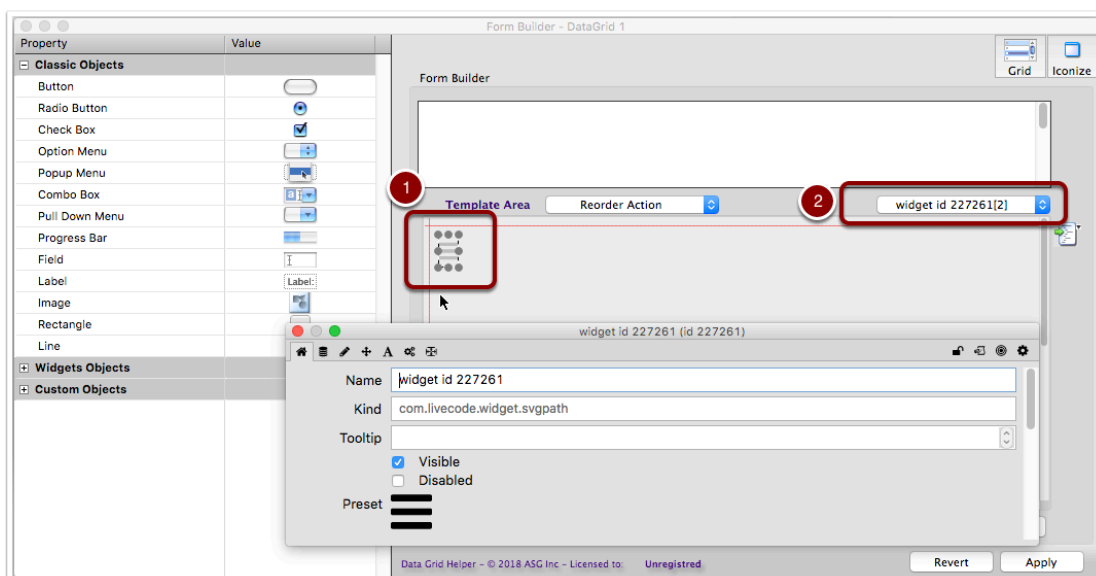 Form Builder - DataGrid 1
Property Value
Classic Objects
Button
Radio Button
Check Box
Option Menu
Popup Menu
Combo Box
Pull Down Menu
Progress Bar
Field
Label Label:
Image
Rectangle
Line
Widgets Objects
Custom Objects
Grid Iconize
Form Builder
1
Template Area Reorder Action 2 widget id 227261[2]
widget id 227261 (id 227261)
Name widget id 227261
Kind com.livecode.widget.svgpath
Tooltip
Visible
Disabled
Preset
Data Grid Helper - © 2018 ASG Inc - Licensed to: Unregistred
Revert Apply